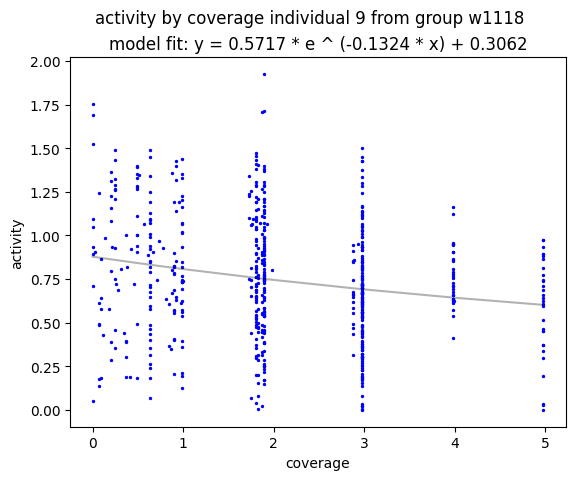 activity by coverage individual 9 from group w1118
model fit: y = 0.5717 * e ^ (-0.1324 * x) + 0.3062
2.00
1.75
1.50
1.25
1.00
0.75
0.50
0.25
0.00
activity
0 1 2 3 4 5
coverage